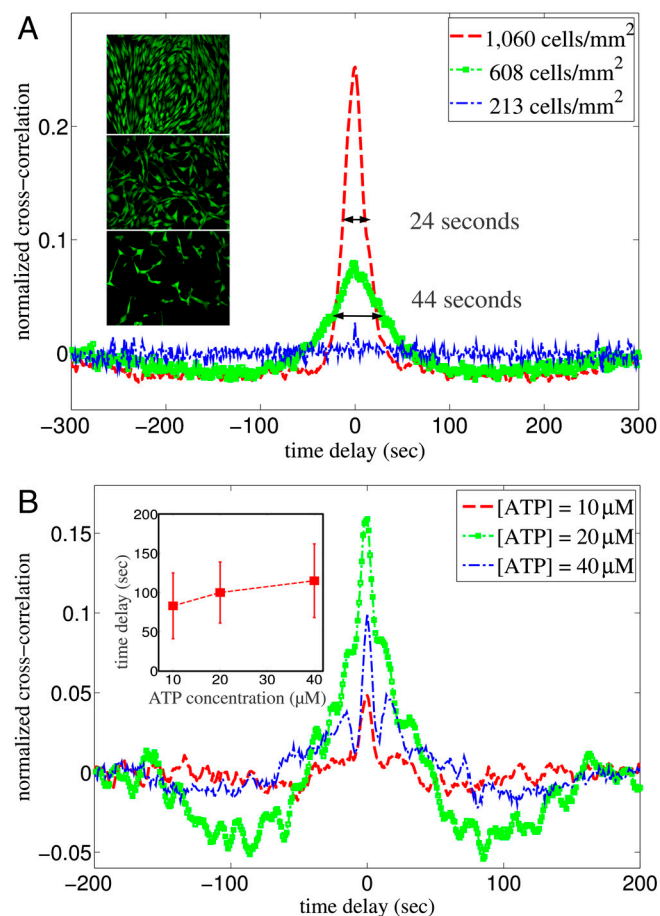 A
1,060 cells/mm²
608 cells/mm²
213 cells/mm²
0.2
0.1
0
normalized cross−correlation
24 seconds
44 seconds
−300 −200 −100 0 100 200 300
time delay (sec)
B
[ATP] = 10 μM
[ATP] = 20 μM
[ATP] = 40 μM
200
150
100
50
0
time delay (sec)
10 20 30 40
ATP concentration (μM)
0.15
0.1
0.05
0
−0.05
normalized cross−correlation
−200 −100 0 100 200
time delay (sec)